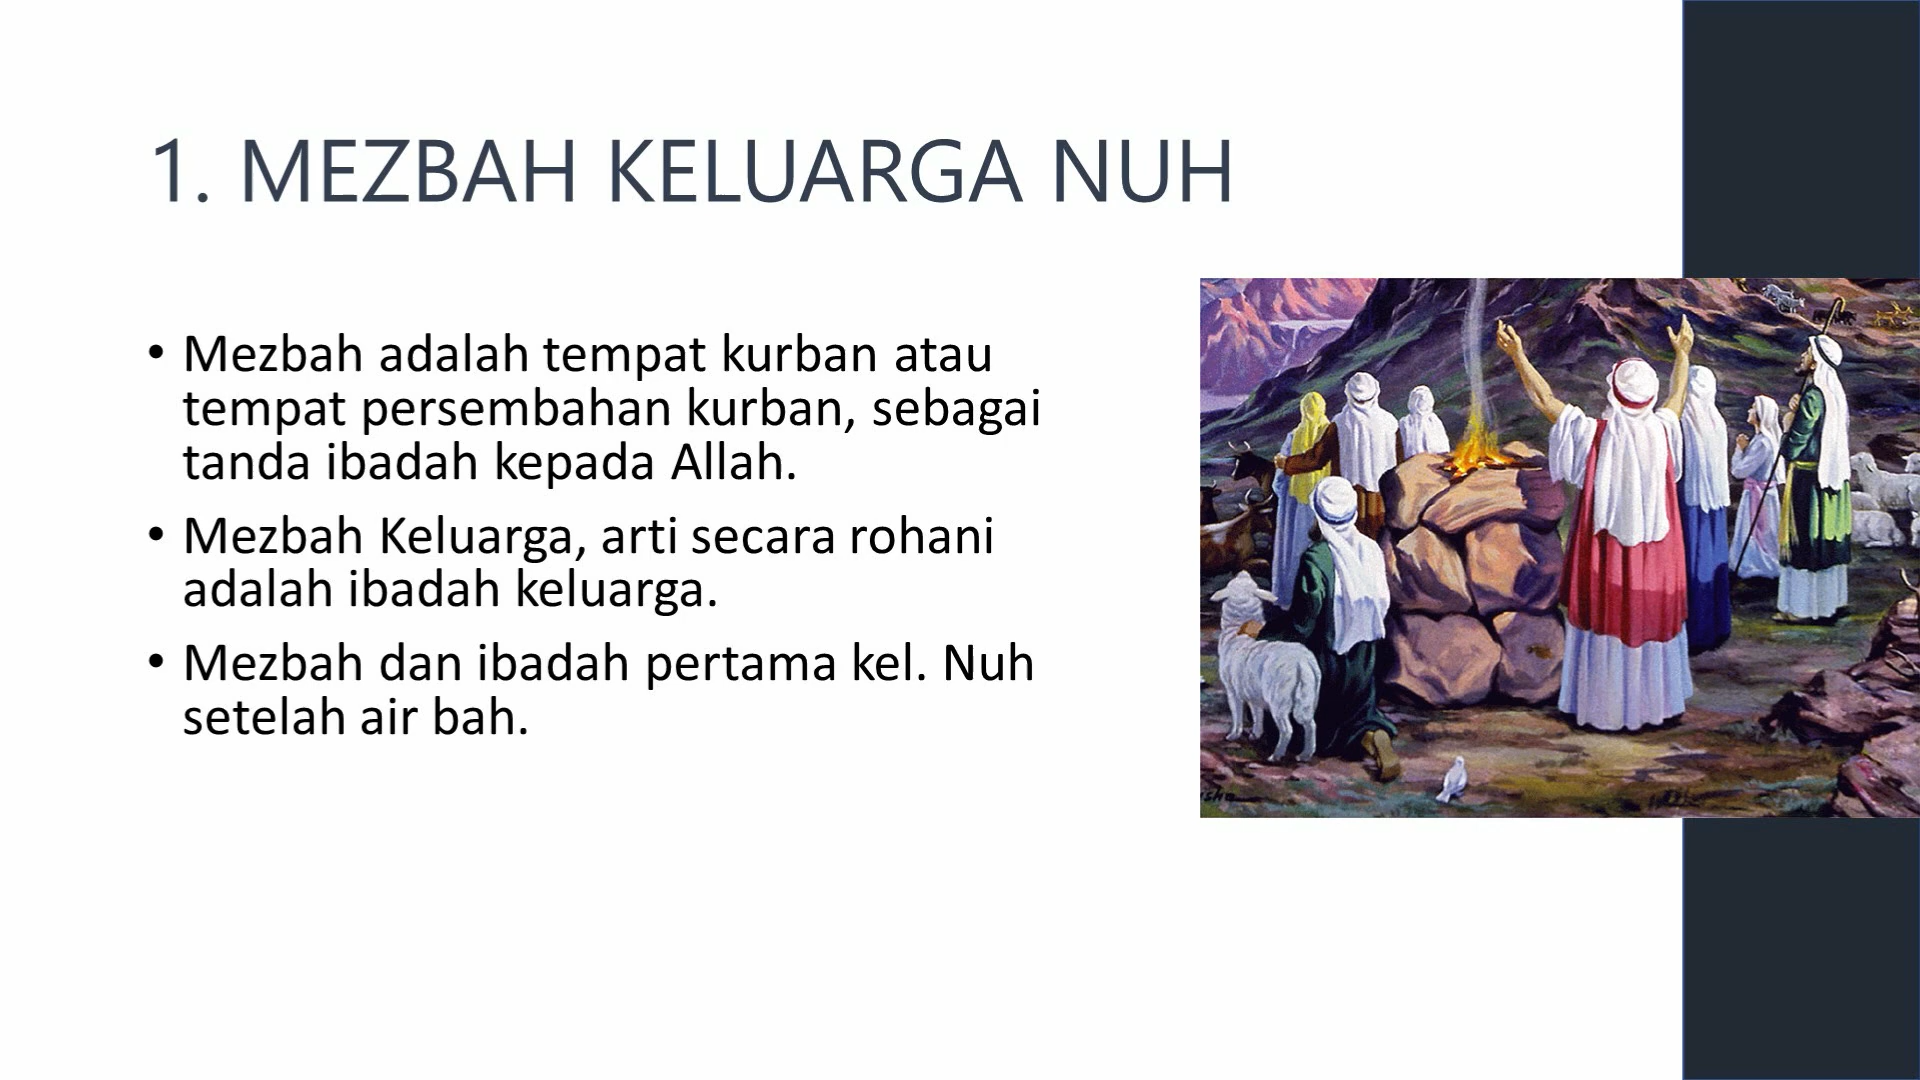 1. MEZBAH KELUARGA NUH
• Mezbah adalah tempat kurban atau
tempat persembahan kurban, sebagai
tanda ibadah kepada Allah.
• Mezbah Keluarga, arti secara rohani
adalah ibadah keluarga.
• Mezbah dan ibadah pertama kel. Nuh
setelah air bah.